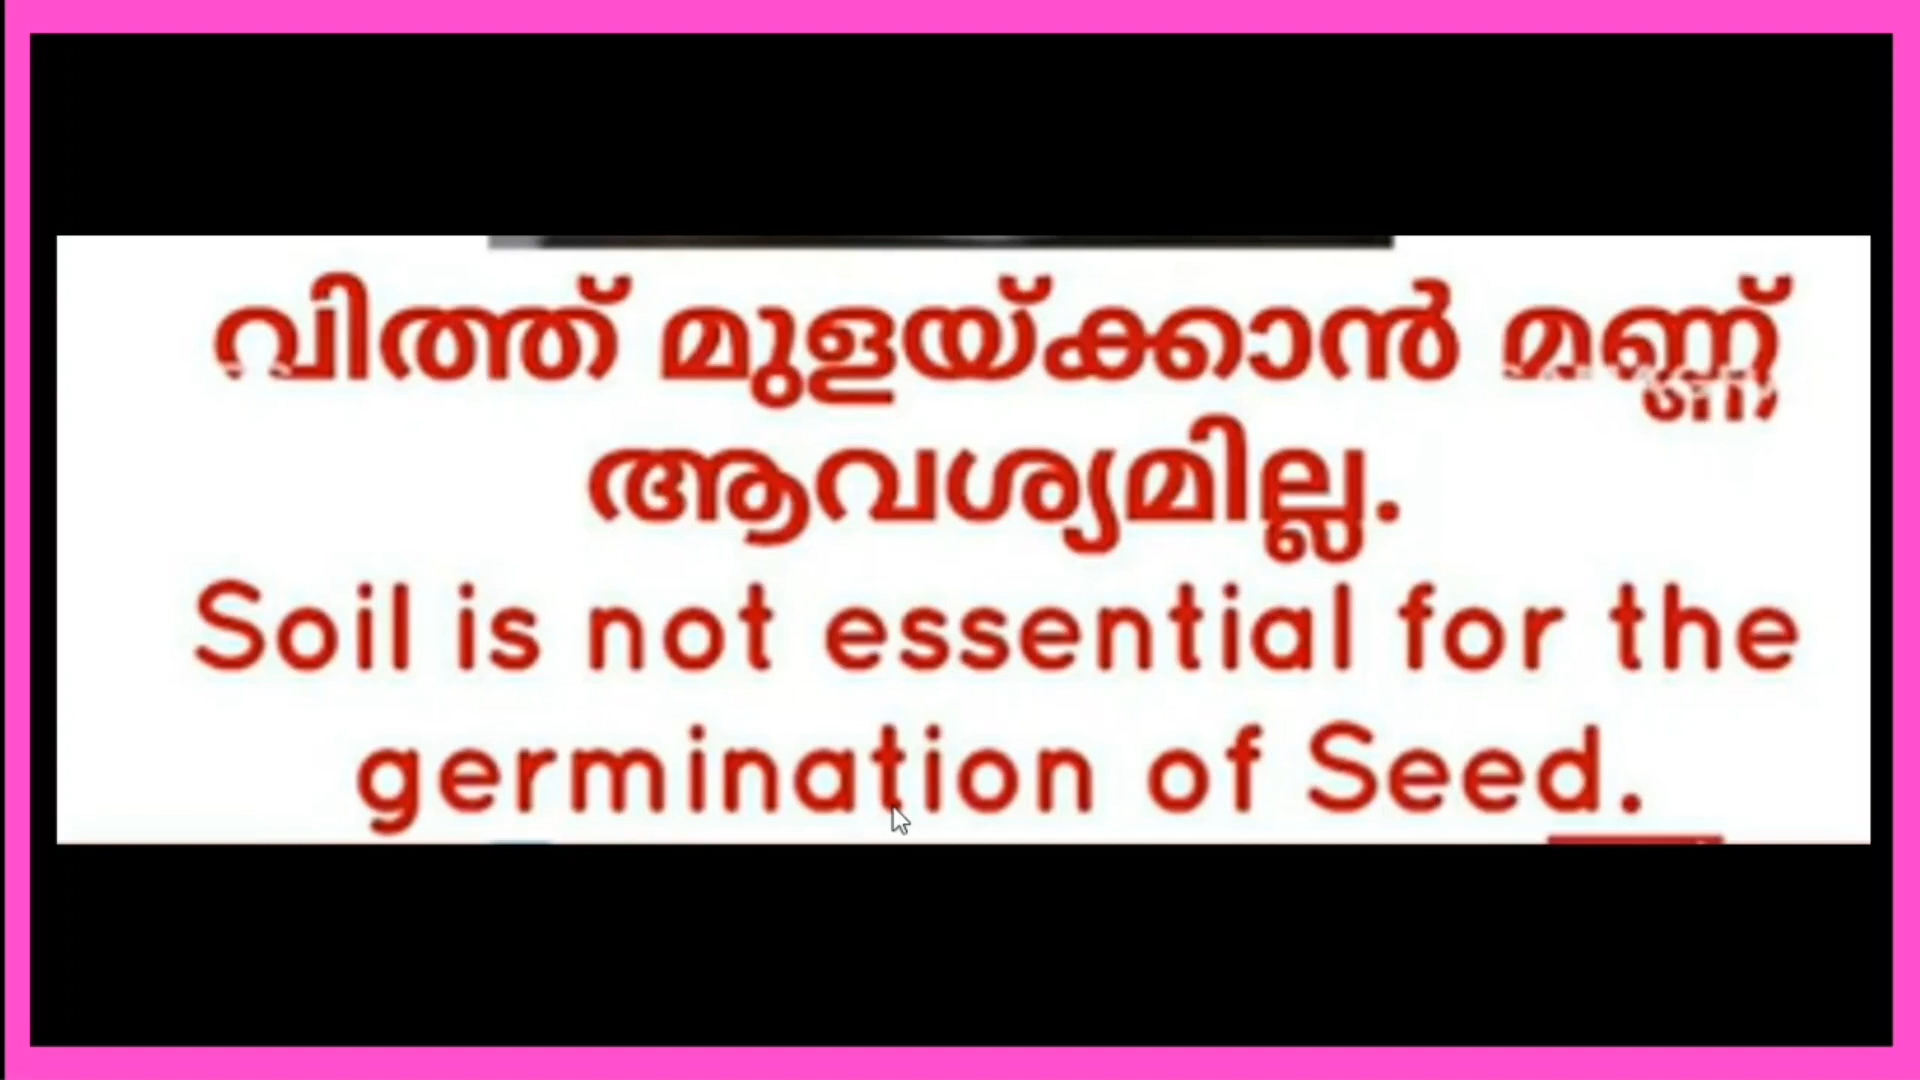 വിത്ത് മുളയ്ക്കാൻ മണ്ണ്
ആവശ്യമില്ല.
Soil is not essential for the
germination of Seed.